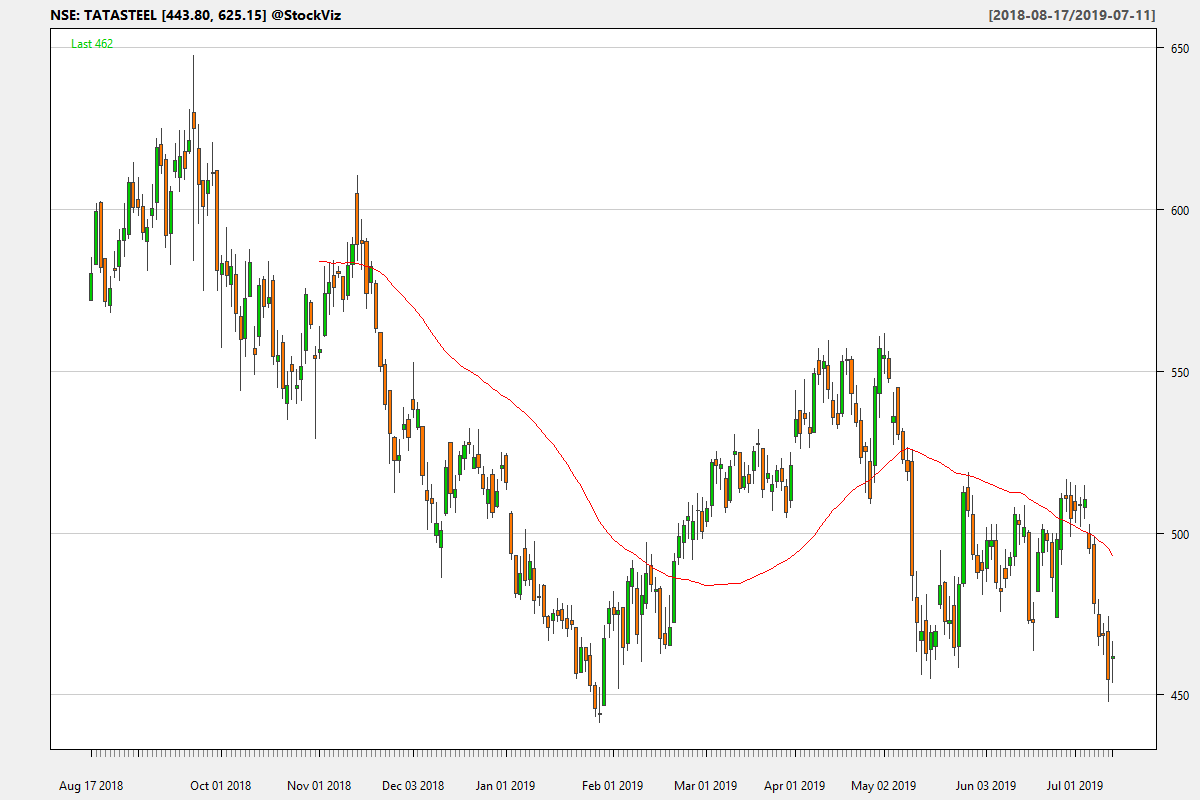 NSE: TATASTEEL [443.80, 625.15] @StockViz
[2018-08-17/2019-07-11]
Last 462
650
600
550
500
450
Aug 17 2018
Oct 01 2018
Nov 01 2018
Dec 03 2018
Jan 01 2019
Feb 01 2019
Mar 01 2019
Apr 01 2019
May 02 2019
Jun 03 2019
Jul 01 2019